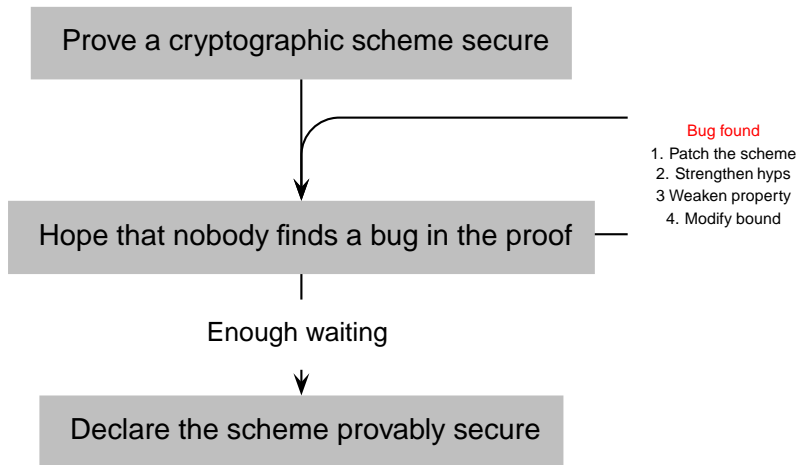 Prove a cryptographic scheme secure
Bug found
1. Patch the scheme
2. Strengthen hyps
3 Weaken property
4. Modify bound
Hope that nobody finds a bug in the proof
Enough waiting
Declare the scheme provably secure